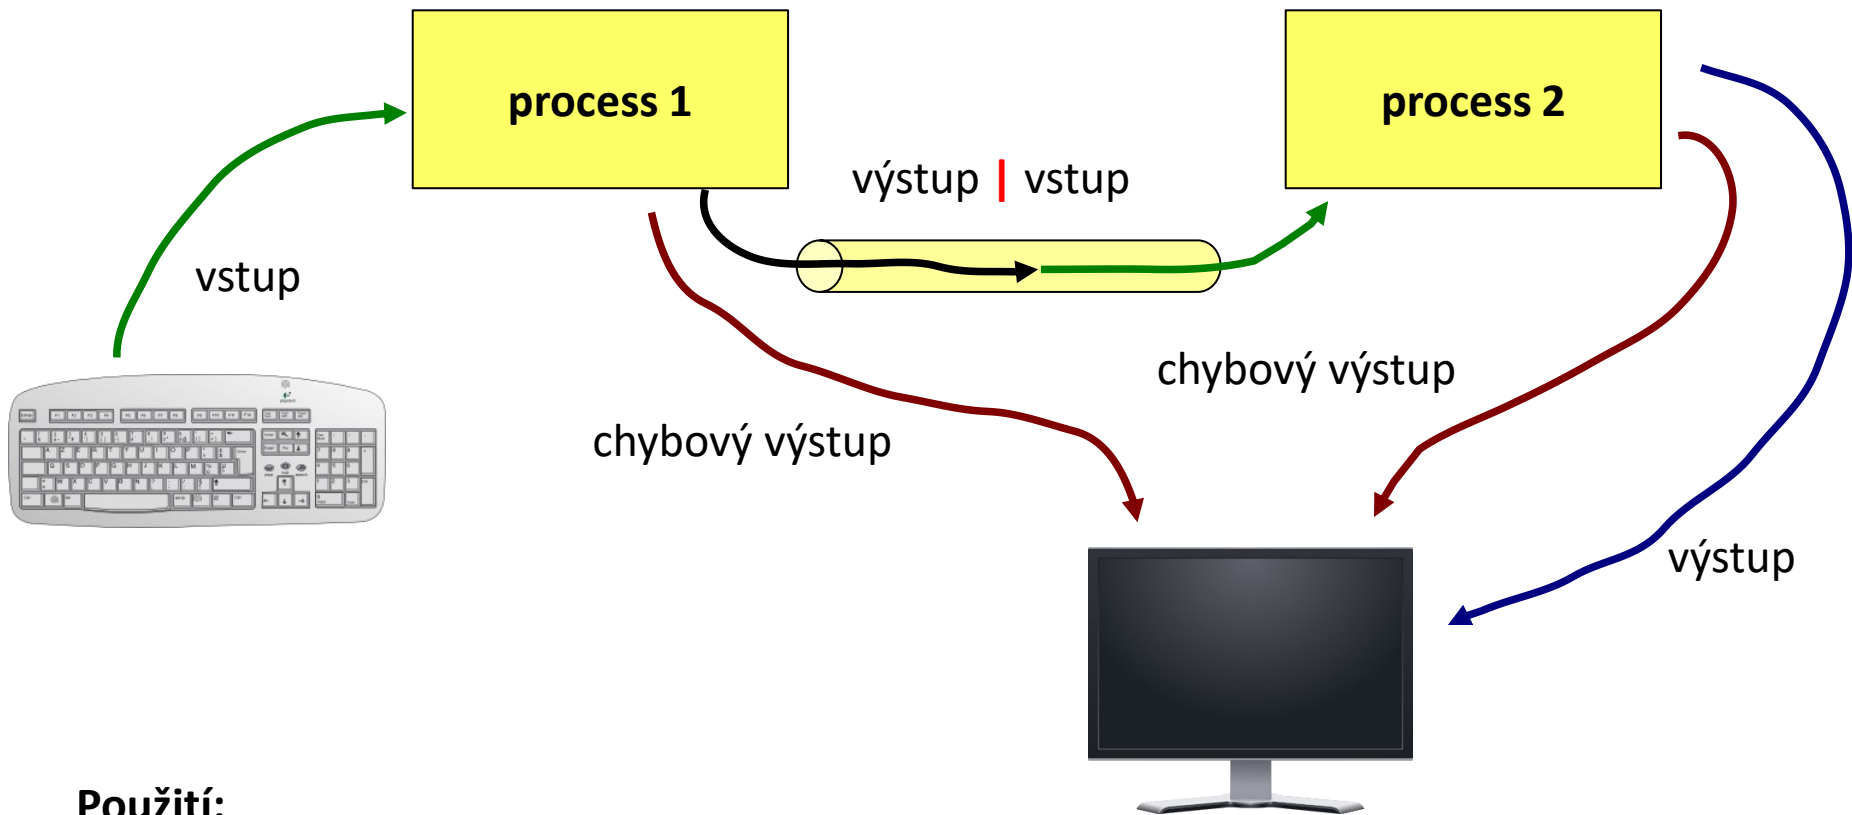 process 1
process 2
výstup | vstup
vstup
chybový výstup
chybový výstup
výstup
Použití: